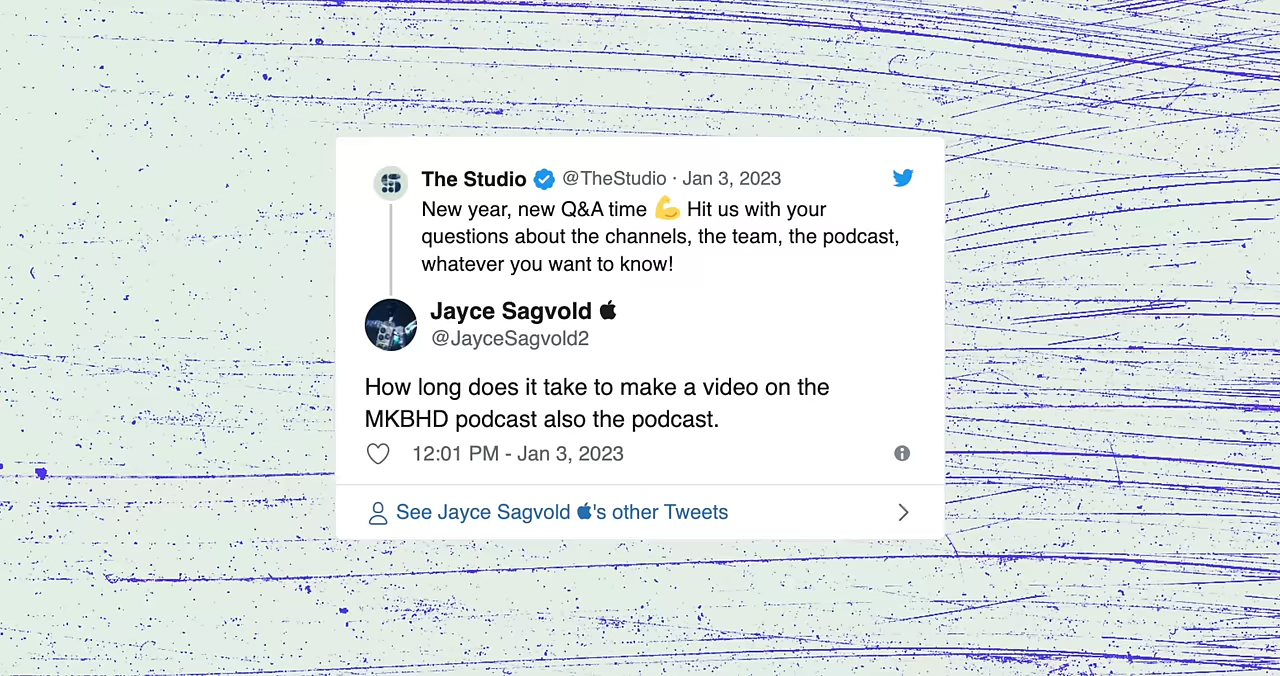 The Studio @TheStudio · Jan 3, 2023
New year, new Q&A time 💪 Hit us with your
questions about the channels, the team, the podcast,
whatever you want to know!
Jayce Sagvold 
@JayceSagvold2
How long does it take to make a video on the
MKBHD podcast also the podcast.
12:01 PM - Jan 3, 2023
See Jayce Sagvold 's other Tweets